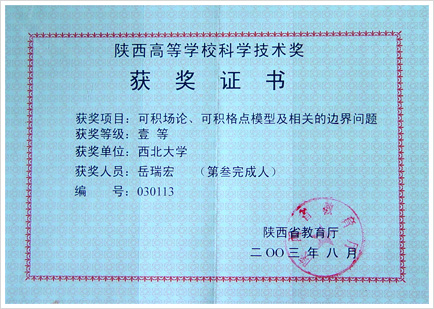 陕西高等学校科学技术奖
获奖证书
获奖项目：可积场论、可积格点模型及相关的边界问题
获奖等级：壹 等
获奖单位：西北大学
获奖人员：岳瑞宏 （第叁完成人）
编 号：030113
陕西省教育厅
二OO三 年 八 月